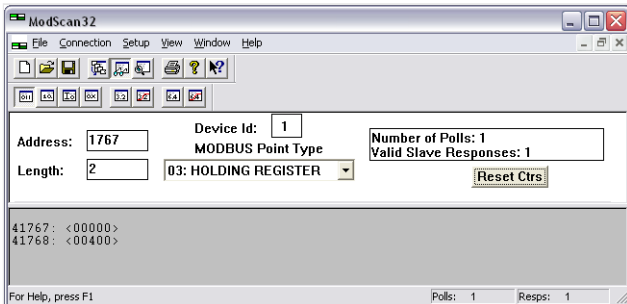 ModScan32
File Connection Setup View Window Help
Address: 1767
Device Id: 1
MODBUS Point Type
Length: 2
03: HOLDING REGISTER
Number of Polls: 1
Valid Slave Responses: 1
Reset Ctrs
41767: <00000>
41768: <00400>
For Help, press F1
Polls: 1
Resps: 1